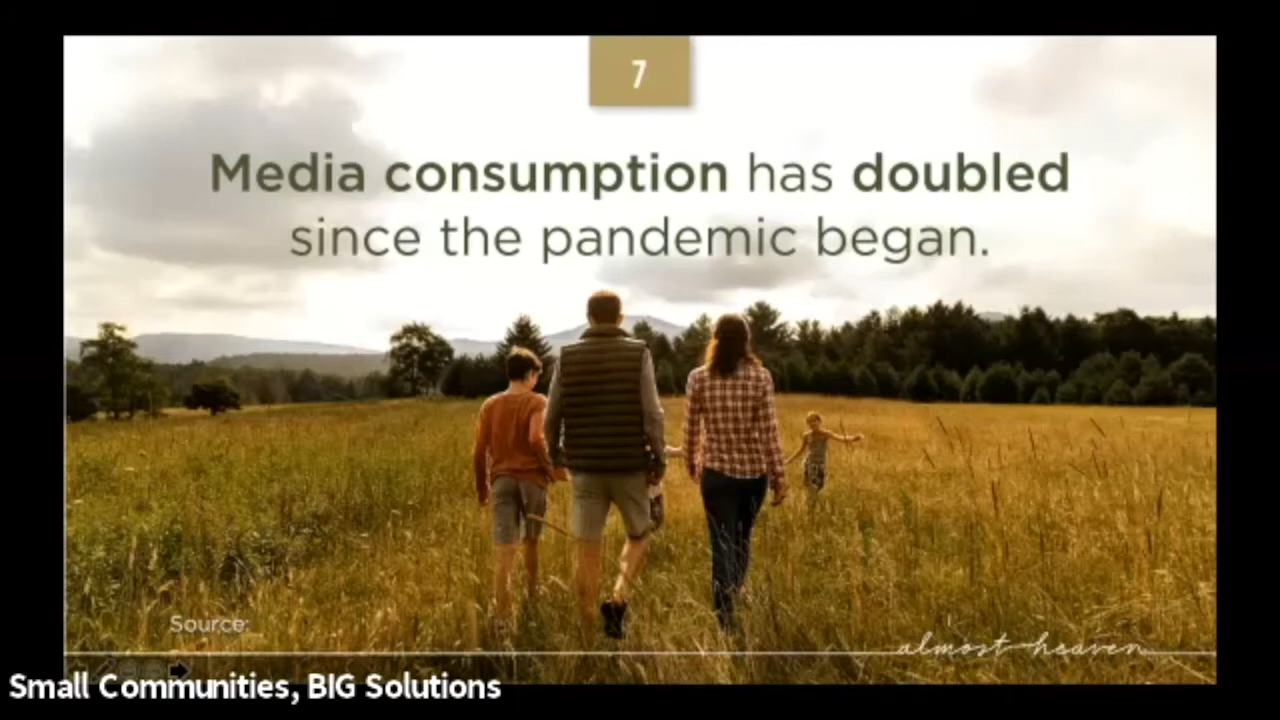 7
Media consumption has doubled
since the pandemic began.
Source:
almost heaven
Small Communities, BIG Solutions